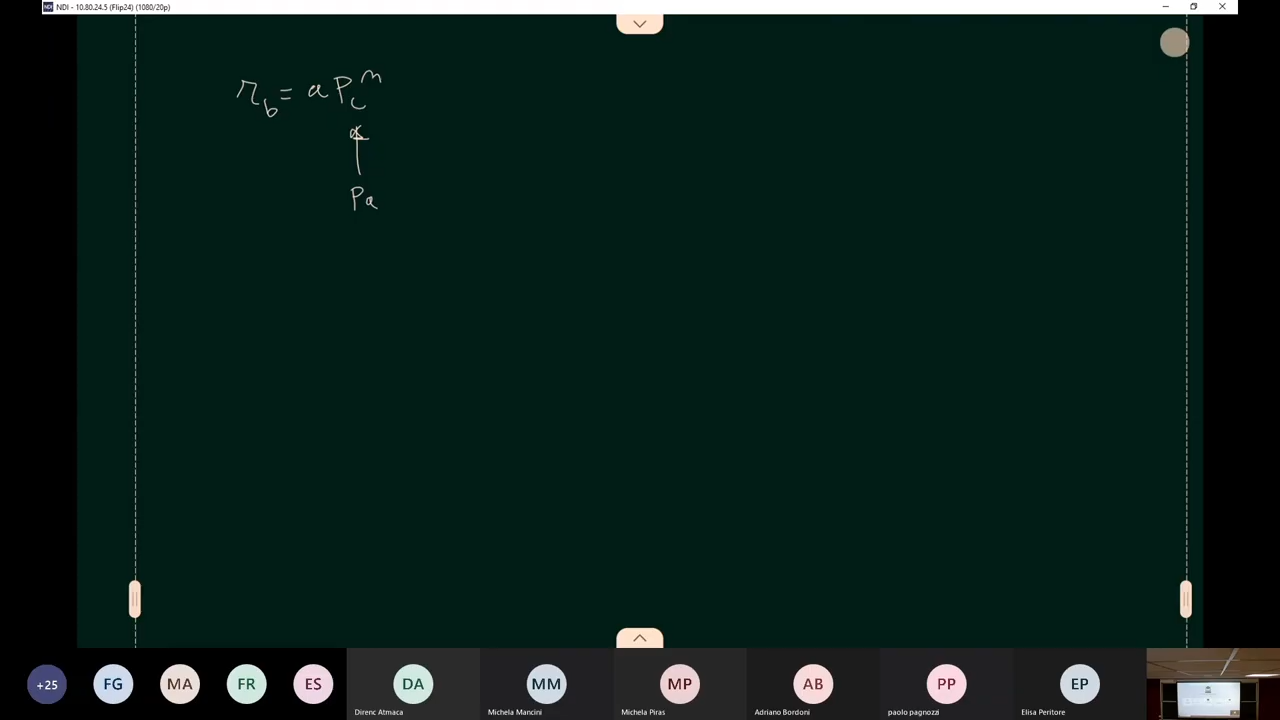 NDI - 10.80.24.5 (Flip24) (1080/20p)
r_b = a P_c^n
Pa
+25 FG MA FR ES DA MM MP AB PP EP
Direnc Atmaca Michela Mancini Michela Piras Adriano Bordoni paolo pagnozzi Elisa Peritore